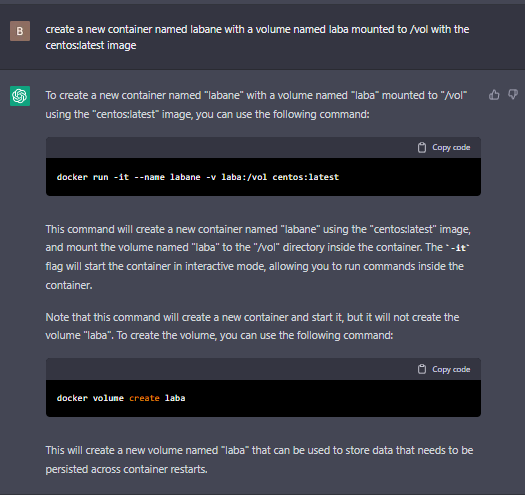 B
create a new container named labane with a volume named laba mounted to /vol with the
centos:latest image
To create a new container named "labane" with a volume named "laba" mounted to "/vol"
using the "centos:latest" image, you can use the following command:
Copy code
docker run -it --name labane -v laba:/vol centos:latest
This command will create a new container named "labane" using the "centos:latest" image,
and mount the volume named "laba" to the "/vol" directory inside the container. The `-it`
flag will start the container in interactive mode, allowing you to run commands inside the
container.
Note that this command will create a new container and start it, but it will not create the
volume "laba". To create the volume, you can use the following command:
Copy code
docker volume create laba
This will create a new volume named "laba" that can be used to store data that needs to be
persisted across container restarts.